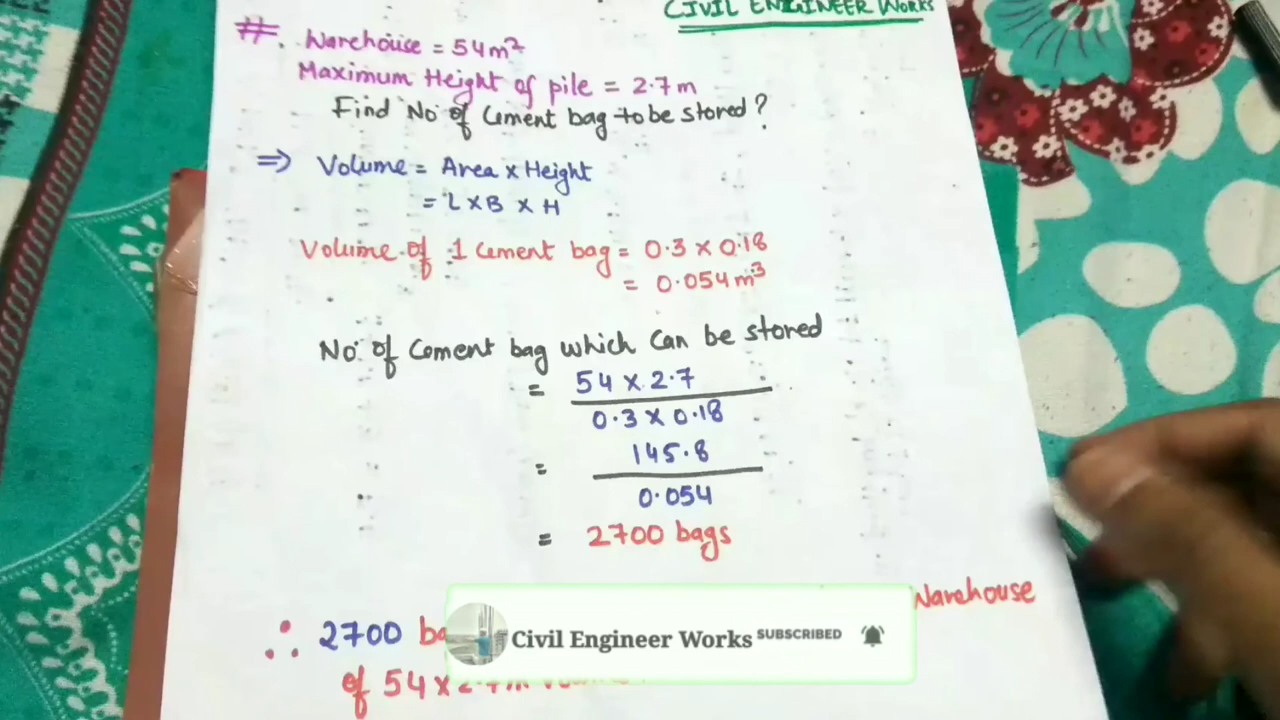 CIVIL ENGINEER WORKS
#. Warehouse = 54m²
Maximum Height of pile = 2.7 m
Find No of Cement bag to be stored?
⇒ Volume = Area x Height
= L x B x H
Volume of 1 Cement bag = 0.3 x 0.18
= 0.054 m³
No of Cement bag which can be stored
= 54 x 2.7
0.3 x 0.18
= 145.8
0.054
= 2700 bags
∴ 2700 Warehouse
Civil Engineer Works SUBSCRIBED
of 54 x